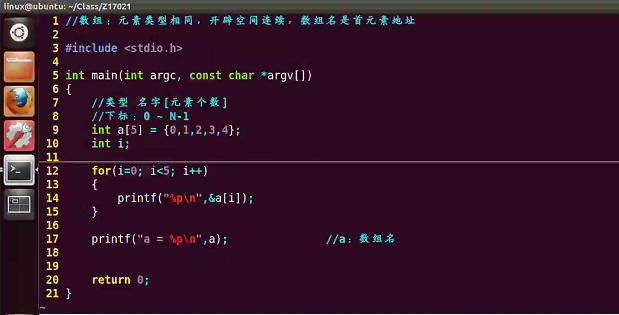 linux@ubuntu: ~/Class/Z17021
1 //数组：元素类型相同，开辟空间连续，数组名是首元素地址
2
3 #include <stdio.h>
4
5 int main(int argc, const char *argv[])
6 {
7     //类型 名字[元素个数]
8     //下标：0 ~ N-1
9     int a[5] = {0,1,2,3,4};
10     int i;
11
12     for(i=0; i<5; i++)
13     {
14         printf("%p\n",&a[i]);
15     }
16
17     printf("a = %p\n",a);               //a：数组名
18
19
20     return 0;
21 }
~